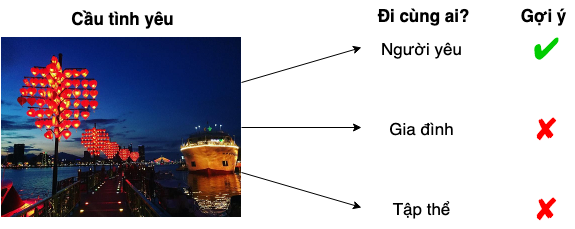 Cầu tình yêu
Đi cùng ai?
Gợi ý
Người yêu
Gia đình
Tập thể